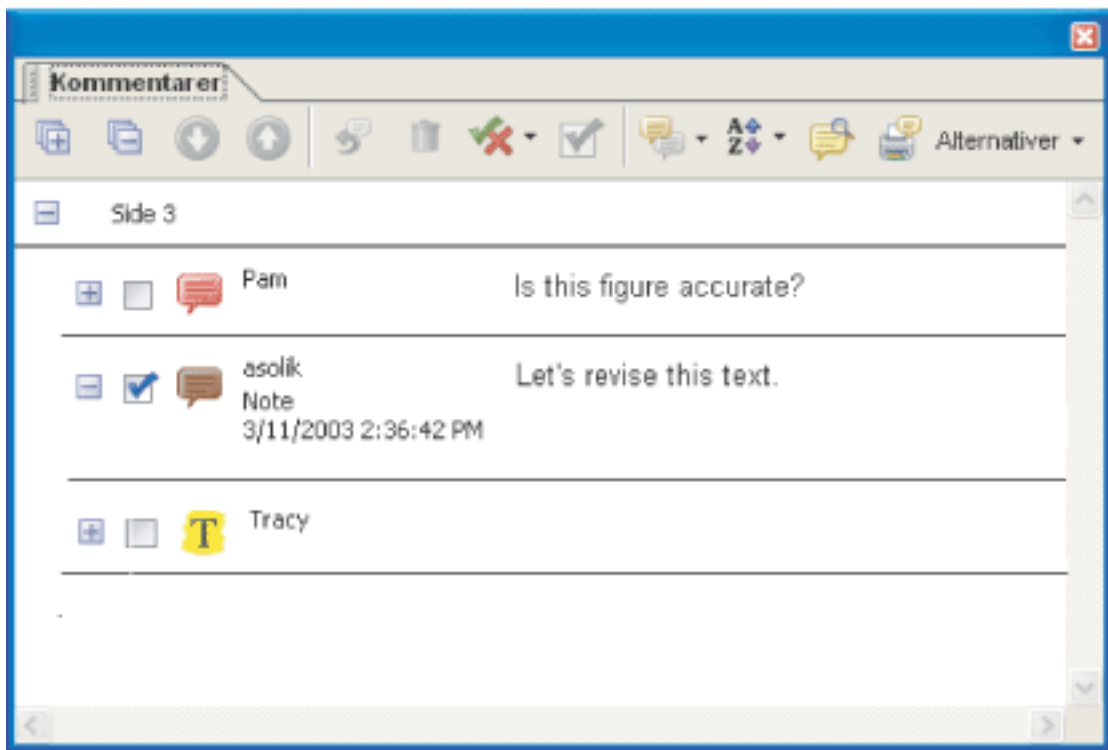 Kommentarer
A
Z
Alternativer
Side 3
Pam
Is this figure accurate?
asolik
Let's revise this text.
Note
3/11/2003 2:36:42 PM
T
Tracy